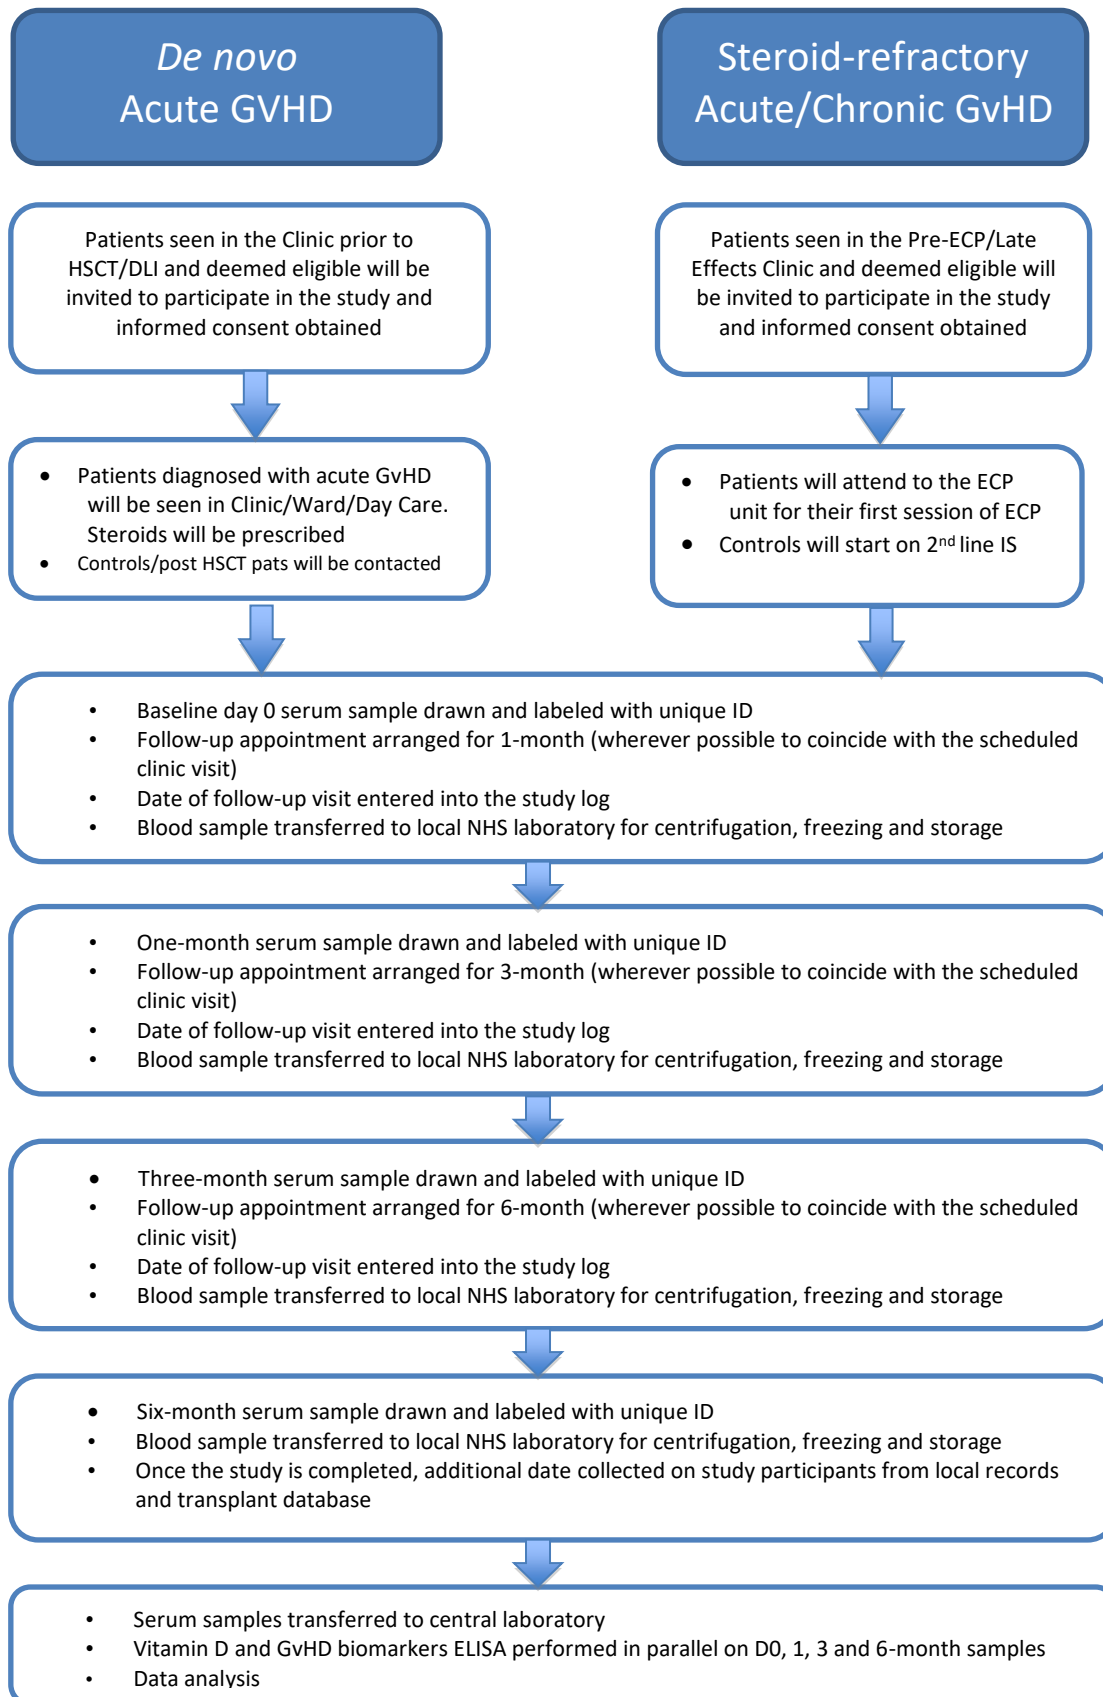 De novo
Acute GVHD
Steroid-refractory
Acute/Chronic GvHD
Patients seen in the Clinic prior to
HSCT/DLI and deemed eligible will be
invited to participate in the study and
informed consent obtained
Patients seen in the Pre-ECP/Late
Effects Clinic and deemed eligible will
be invited to participate in the study
and informed consent obtained
• Patients diagnosed with acute GvHD
will be seen in Clinic/Ward/Day Care.
Steroids will be prescribed
• Controls/post HSCT pats will be contacted
• Patients will attend to the ECP
unit for their first session of ECP
• Controls will start on 2nd line IS
• Baseline day 0 serum sample drawn and labeled with unique ID
• Follow-up appointment arranged for 1-month (wherever possible to coincide with the scheduled
clinic visit)
• Date of follow-up visit entered into the study log
• Blood sample transferred to local NHS laboratory for centrifugation, freezing and storage
• One-month serum sample drawn and labeled with unique ID
• Follow-up appointment arranged for 3-month (wherever possible to coincide with the scheduled
clinic visit)
• Date of follow-up visit entered into the study log
• Blood sample transferred to local NHS laboratory for centrifugation, freezing and storage
• Three-month serum sample drawn and labeled with unique ID
• Follow-up appointment arranged for 6-month (wherever possible to coincide with the scheduled
clinic visit)
• Date of follow-up visit entered into the study log
• Blood sample transferred to local NHS laboratory for centrifugation, freezing and storage
• Six-month serum sample drawn and labeled with unique ID
• Blood sample transferred to local NHS laboratory for centrifugation, freezing and storage
• Once the study is completed, additional date collected on study participants from local records
and transplant database
• Serum samples transferred to central laboratory
• Vitamin D and GvHD biomarkers ELISA performed in parallel on D0, 1, 3 and 6-month samples
• Data analysis